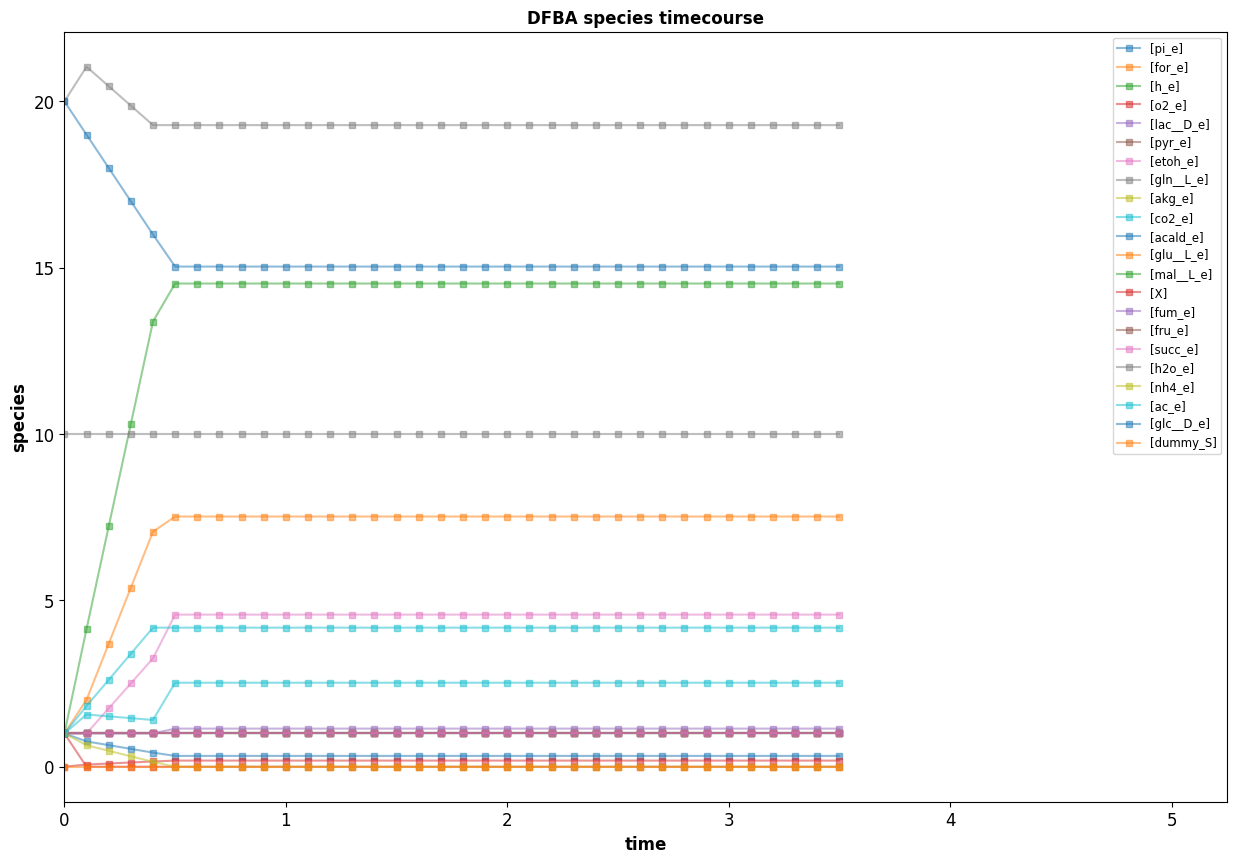 DFBA species timecourse
[pi_e]
[for_e]
[h_e]
[o2_e]
[lac__D_e]
[pyr_e]
[etoh_e]
[gln__L_e]
[akg_e]
[co2_e]
[acald_e]
[glu__L_e]
[mal__L_e]
[X]
[fum_e]
[fru_e]
[succ_e]
[h2o_e]
[nh4_e]
[ac_e]
[glc__D_e]
[dummy_S]
20
15
10
5
0
species
0 1 2 3 4 5
time